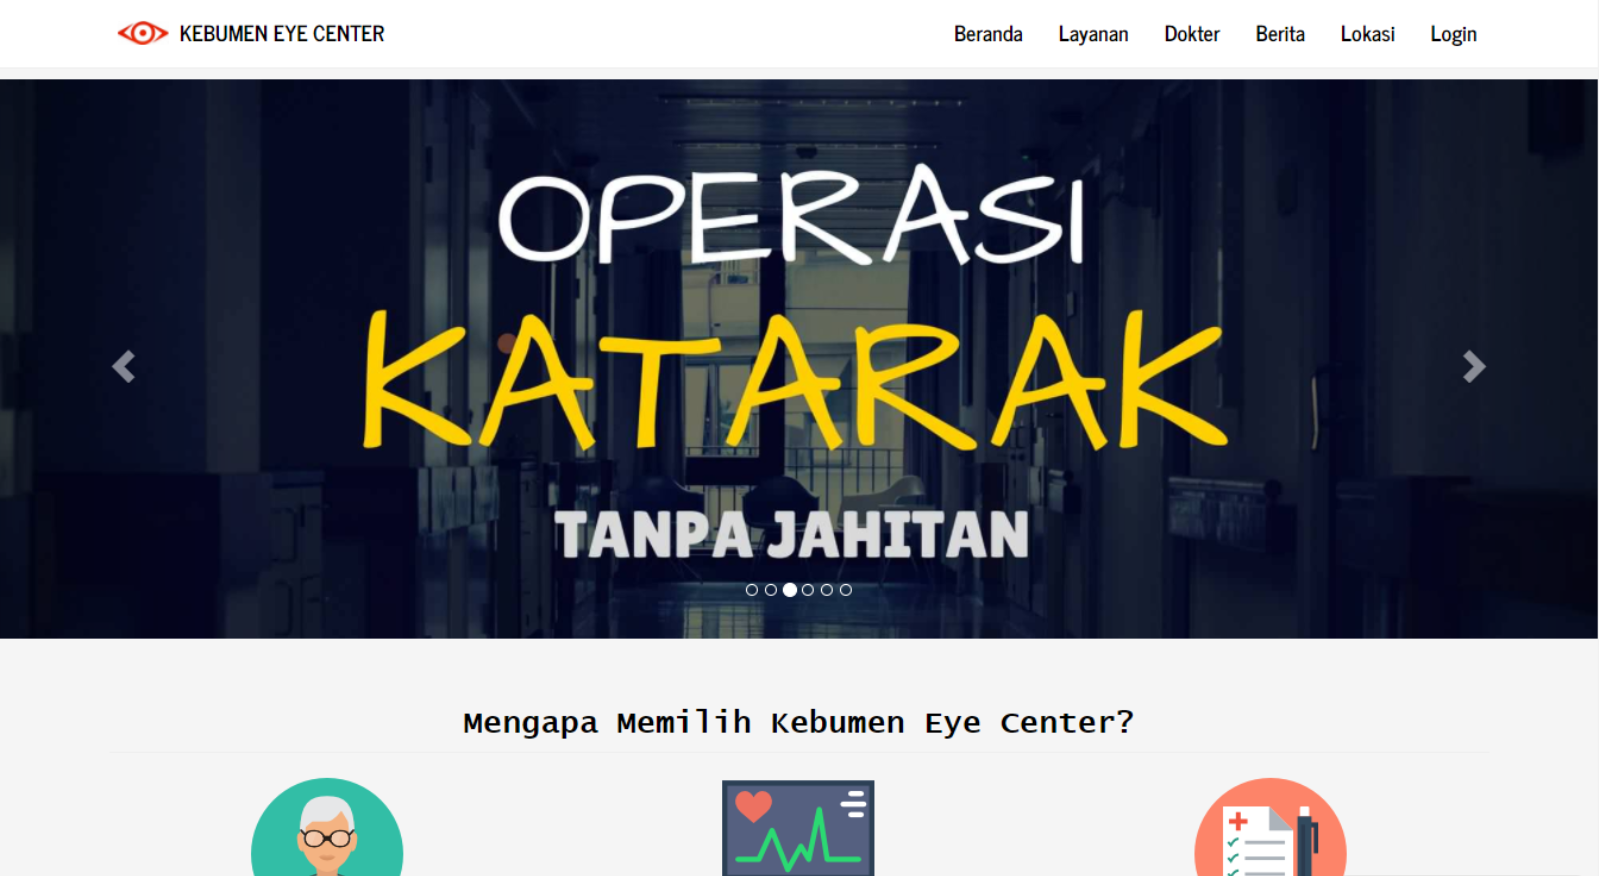 KEBUMEN EYE CENTER
Beranda Layanan Dokter Berita Lokasi Login
OPERASI
KATARAK
TANPA JAHITAN
Mengapa Memilih Kebumen Eye Center?